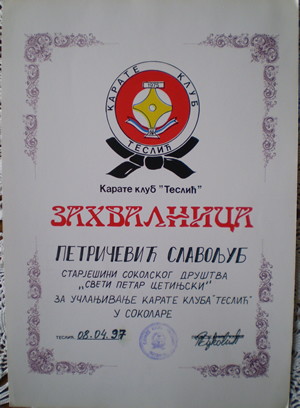 КАРАТЕ КЛУБ
1975
ТЕСЛИЋ
Карате клуб "Теслић"
ЗАХВАЛНИЦА
ПЕТРИЧЕВИЋ СЛАВОЉУБ
СТАРЈЕШИНИ СОКОЛСКОГ ДРУШТВА
„СВЕТИ ПЕТАР ЦЕТИЊСКИ"
ЗА УЧЛАЊИВАЊЕ КАРАТЕ КЛУБА "ТЕСЛИЋ"
У СОКОЛАРЕ
ТЕСЛИЋ, 08.04.97